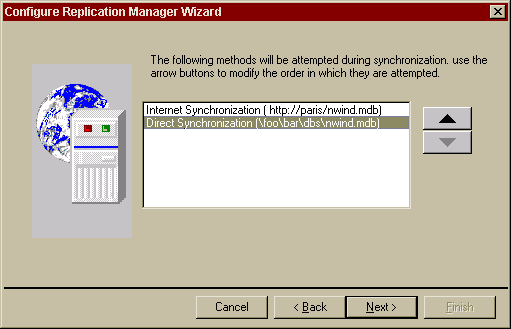 Configure Replication Manager Wizard
The following methods will be attempted during synchronization. use the
arrow buttons to modify the order in which they are attempted.
Internet Synchronization ( http://paris/nwind.mdb)
Direct Synchronization (\foo\bar\dbs\nwind.mdb)
Cancel
< Back
Next >
Finish